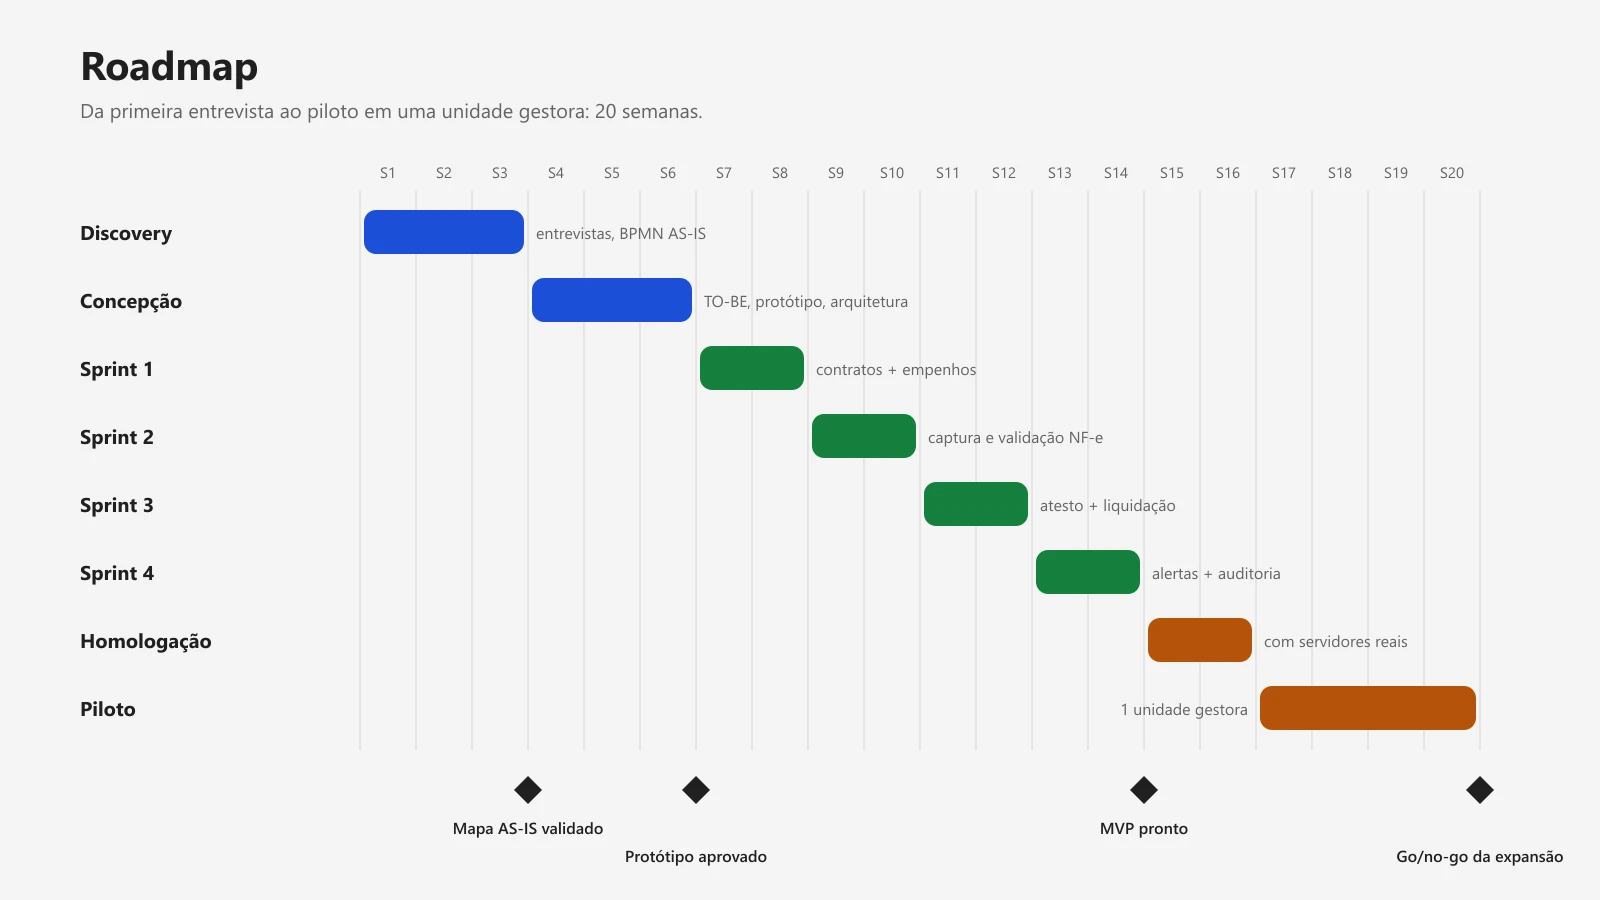 Roadmap
Da primeira entrevista ao piloto em uma unidade gestora: 20 semanas.
S1 S2 S3 S4 S5 S6 S7 S8 S9 S10 S11 S12 S13 S14 S15 S16 S17 S18 S19 S20
Discovery entrevistas, BPMN AS-IS
Concepção TO-BE, protótipo, arquitetura
Sprint 1 contratos + empenhos
Sprint 2 captura e validação NF-e
Sprint 3 atesto + liquidação
Sprint 4 alertas + auditoria
Homologação com servidores reais
Piloto 1 unidade gestora
Mapa AS-IS validado MVP pronto
Protótipo aprovado Go/no-go da expansão